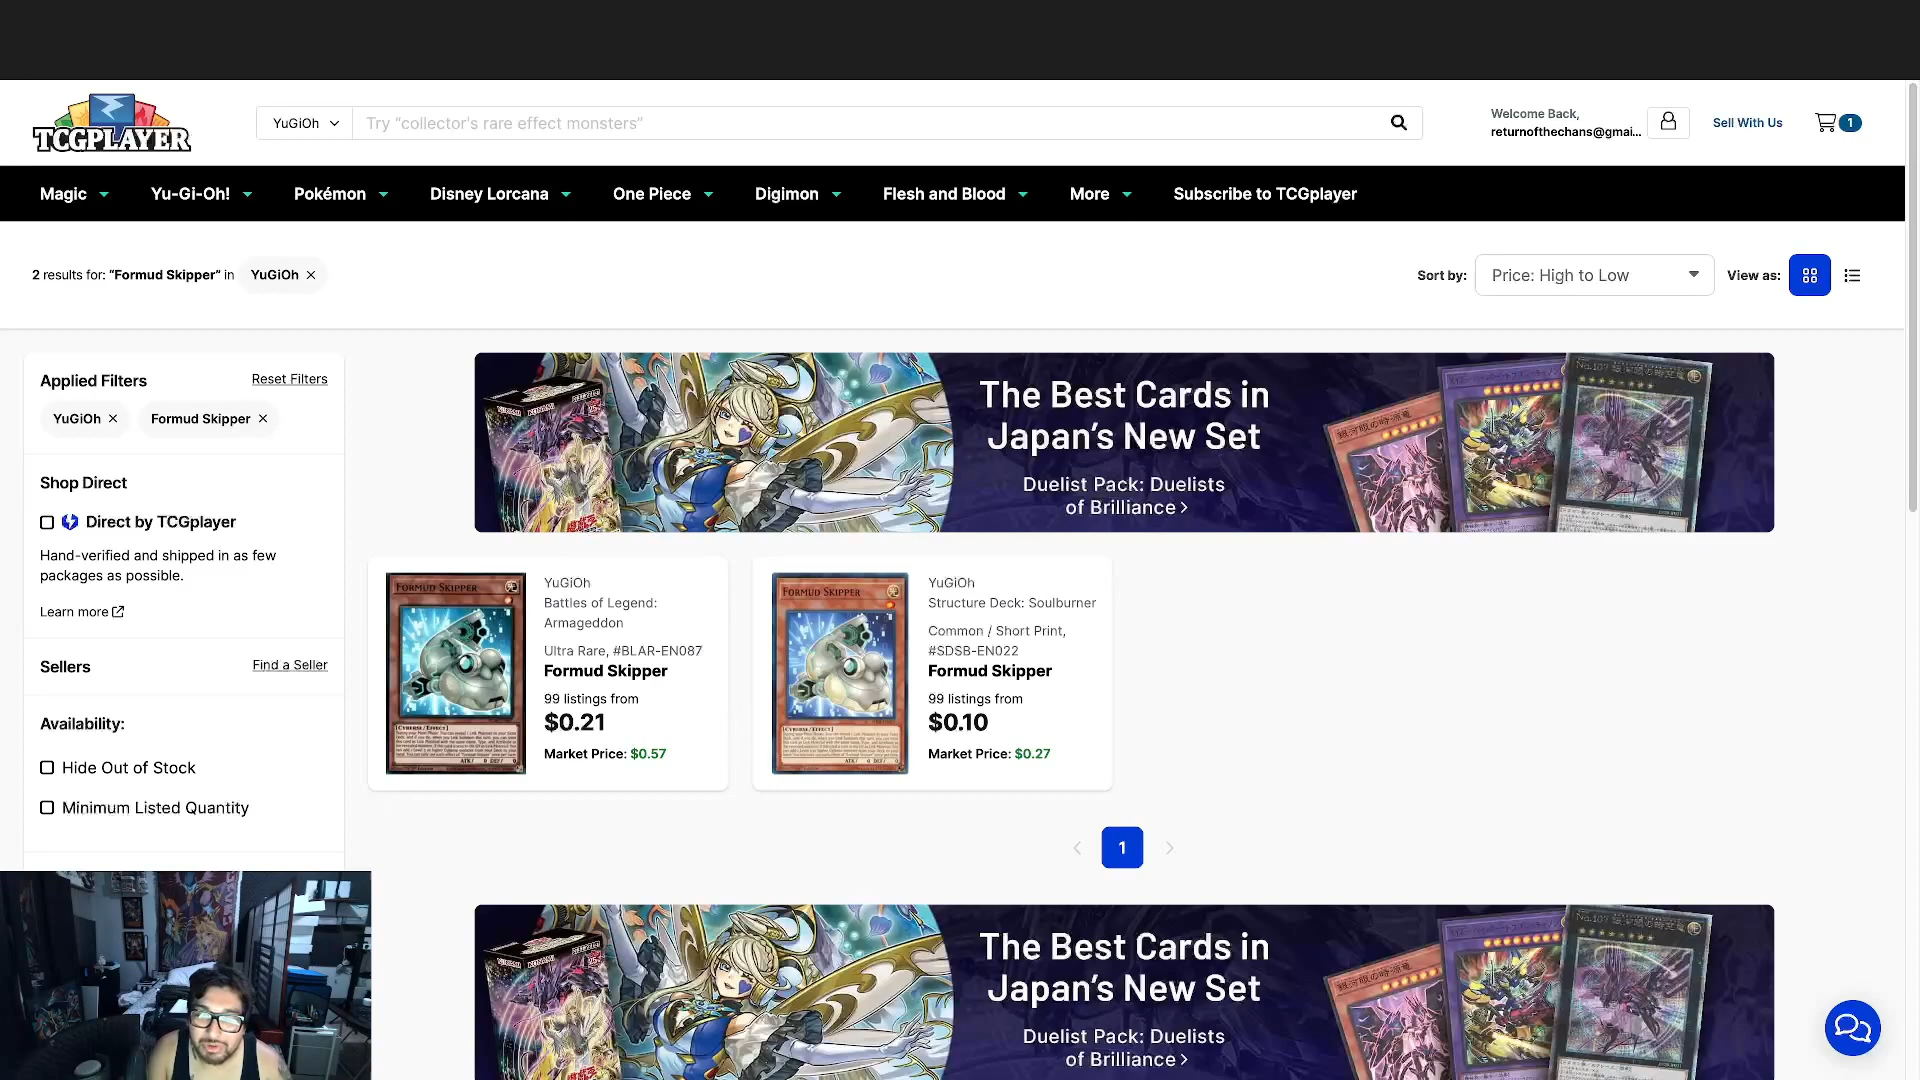 TCGPLAYER
YuGiOh
Try “collector's rare effect monsters”
Welcome Back,
returnofthechans@gmai...
Sell With Us
1
Magic
Yu-Gi-Oh!
Pokémon
Disney Lorcana
One Piece
Digimon
Flesh and Blood
More
Subscribe to TCGplayer
2 results for: “Formud Skipper” in
YuGiOh
Sort by:
Price: High to Low
View as:
Applied Filters
Reset Filters
YuGiOh
Formud Skipper
Shop Direct
Direct by TCGplayer
Hand-verified and shipped in as few
packages as possible.
Learn more
Sellers
Find a Seller
Availability:
Hide Out of Stock
Minimum Listed Quantity
The Best Cards in
Japan’s New Set
Duelist Pack: Duelists
of Brilliance
FORMUD SKIPPER
YuGiOh
Battles of Legend:
Armageddon
Ultra Rare, #BLAR-EN087
Formud Skipper
99 listings from
$0.21
Market Price: $0.57
FORMUD SKIPPER
YuGiOh
Structure Deck: Soulburner
Common / Short Print,
#SDSB-EN022
Formud Skipper
99 listings from
$0.10
Market Price: $0.27
1
The Best Cards in
Japan’s New Set
Duelist Pack: Duelists
of Brilliance